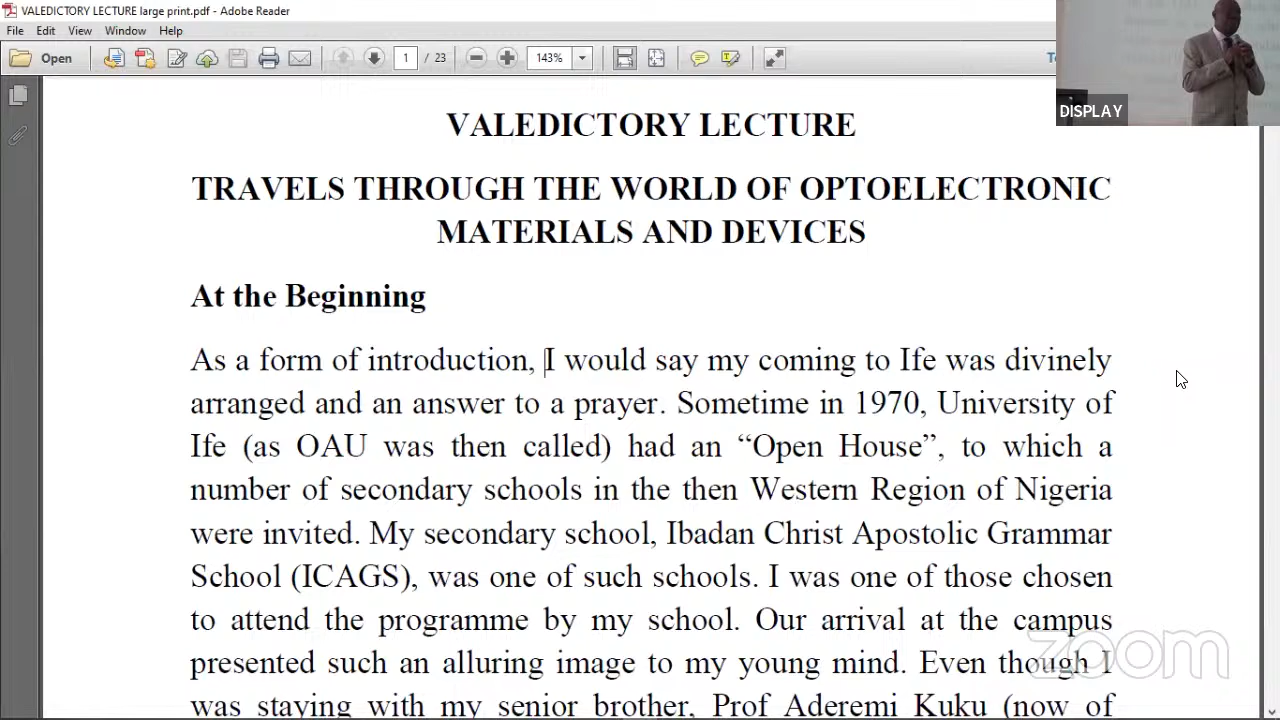 VALEDICTORY LECTURE large print.pdf - Adobe Reader
File Edit View Window Help
Open 1 / 23 143%
DISPLAY
VALEDICTORY LECTURE
TRAVELS THROUGH THE WORLD OF OPTOELECTRONIC
MATERIALS AND DEVICES
At the Beginning
As a form of introduction, I would say my coming to Ife was divinely
arranged and an answer to a prayer. Sometime in 1970, University of
Ife (as OAU was then called) had an “Open House”, to which a
number of secondary schools in the then Western Region of Nigeria
were invited. My secondary school, Ibadan Christ Apostolic Grammar
School (ICAGS), was one of such schools. I was one of those chosen
to attend the programme by my school. Our arrival at the campus
presented such an alluring image to my young mind. Even though I
was staying with my senior brother, Prof Aderemi Kuku (now of
zoom